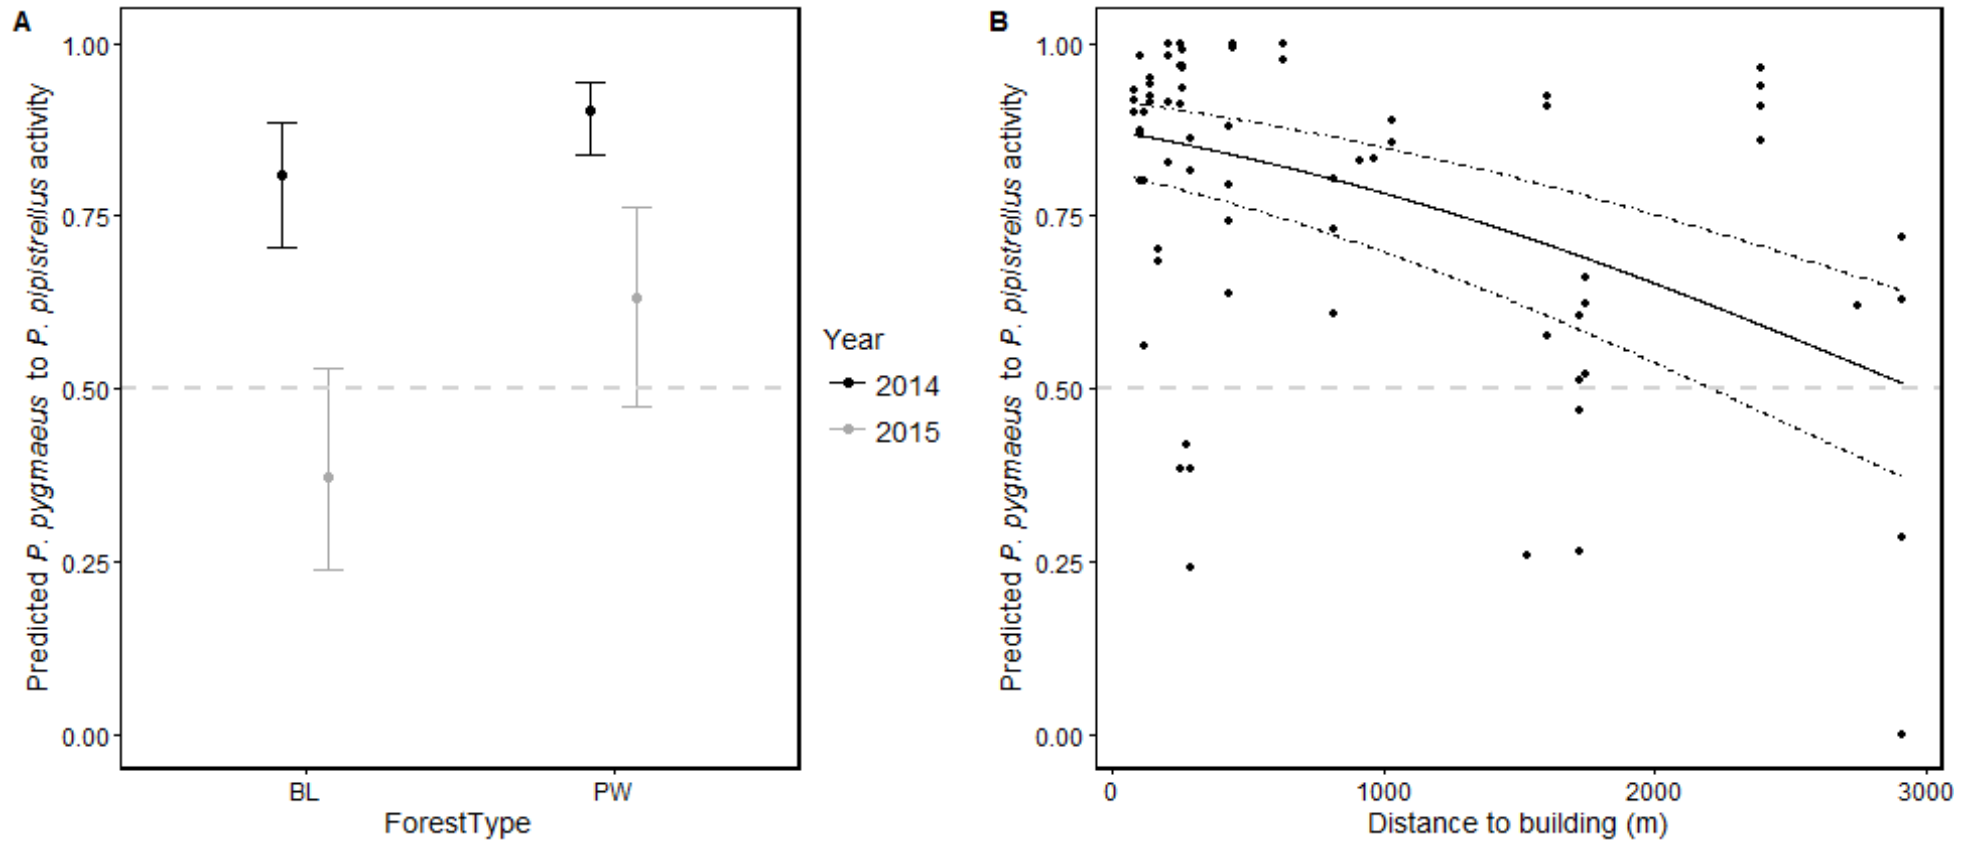 A
Predicted P. pygmaeus to P. pipistrellus activity
1.00
0.75
0.50
0.25
0.00
BL
PW
ForestType
Year
2014
2015
B
Predicted P. pygmaeus to P. pipistrellus activity
1.00
0.75
0.50
0.25
0.00
0
1000
2000
3000
Distance to building (m)